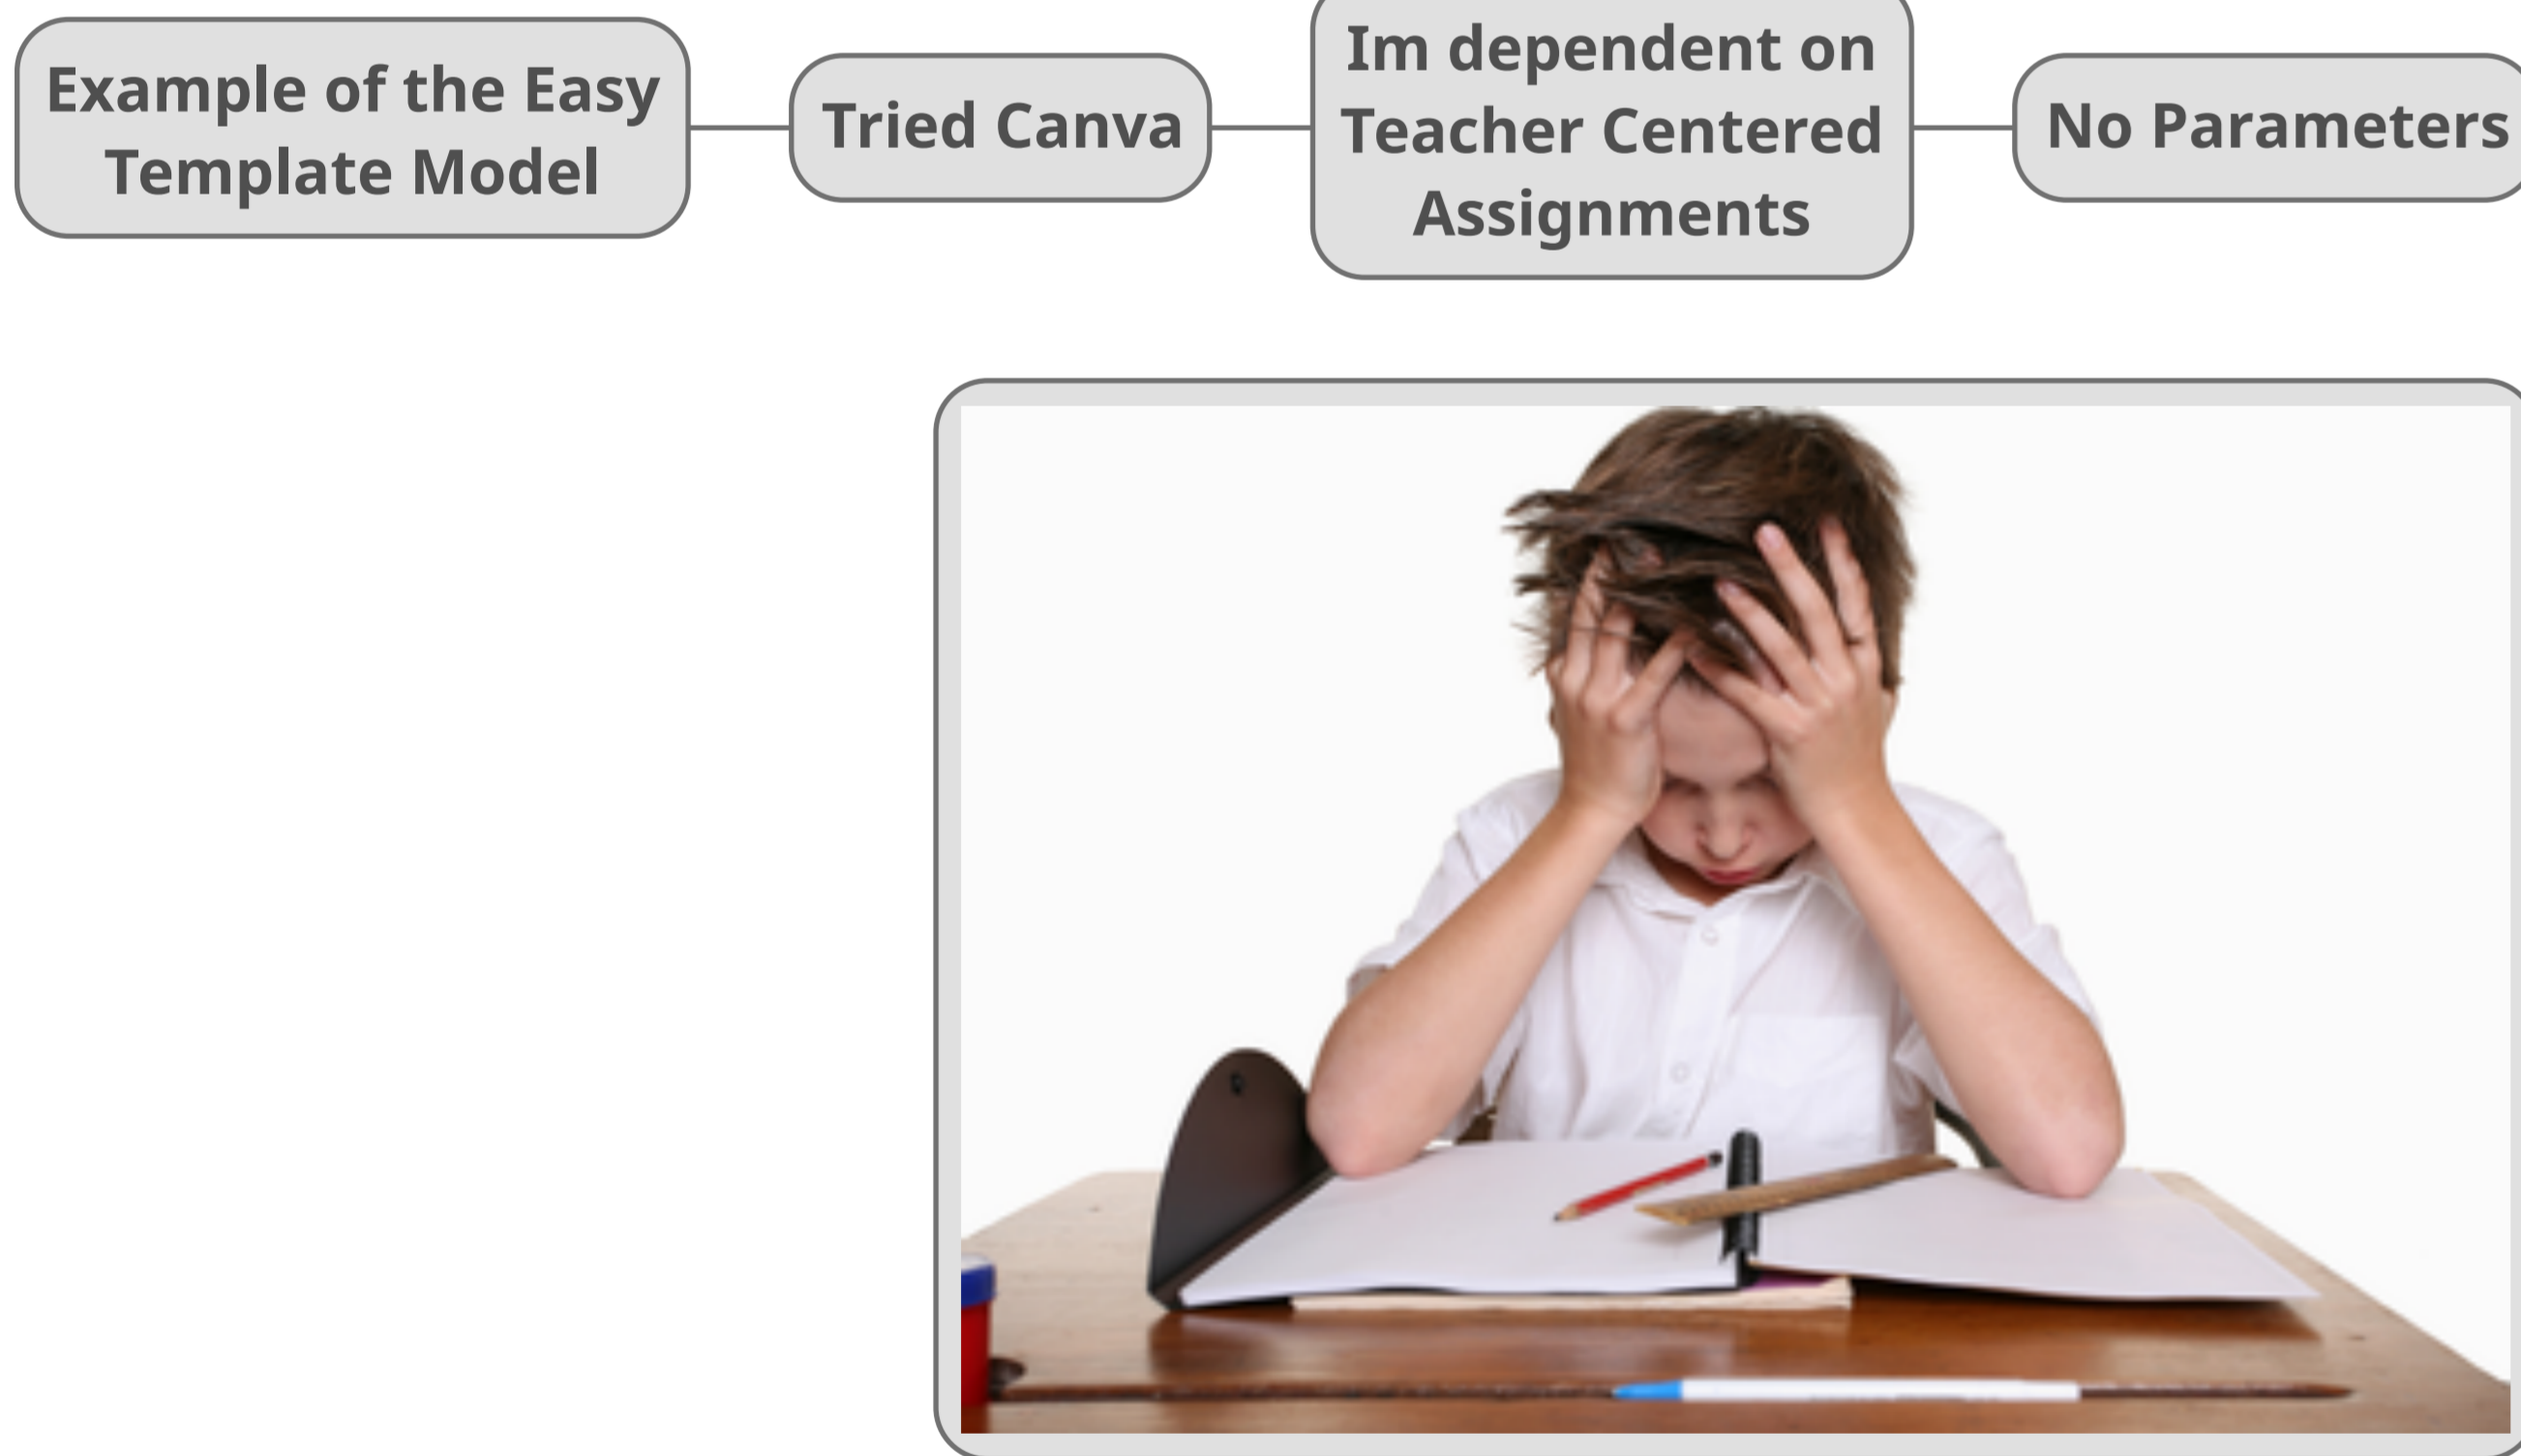 Example of the Easy
Template Model
Tried Canva
Im dependent on
Teacher Centered
Assignments
No Parameters